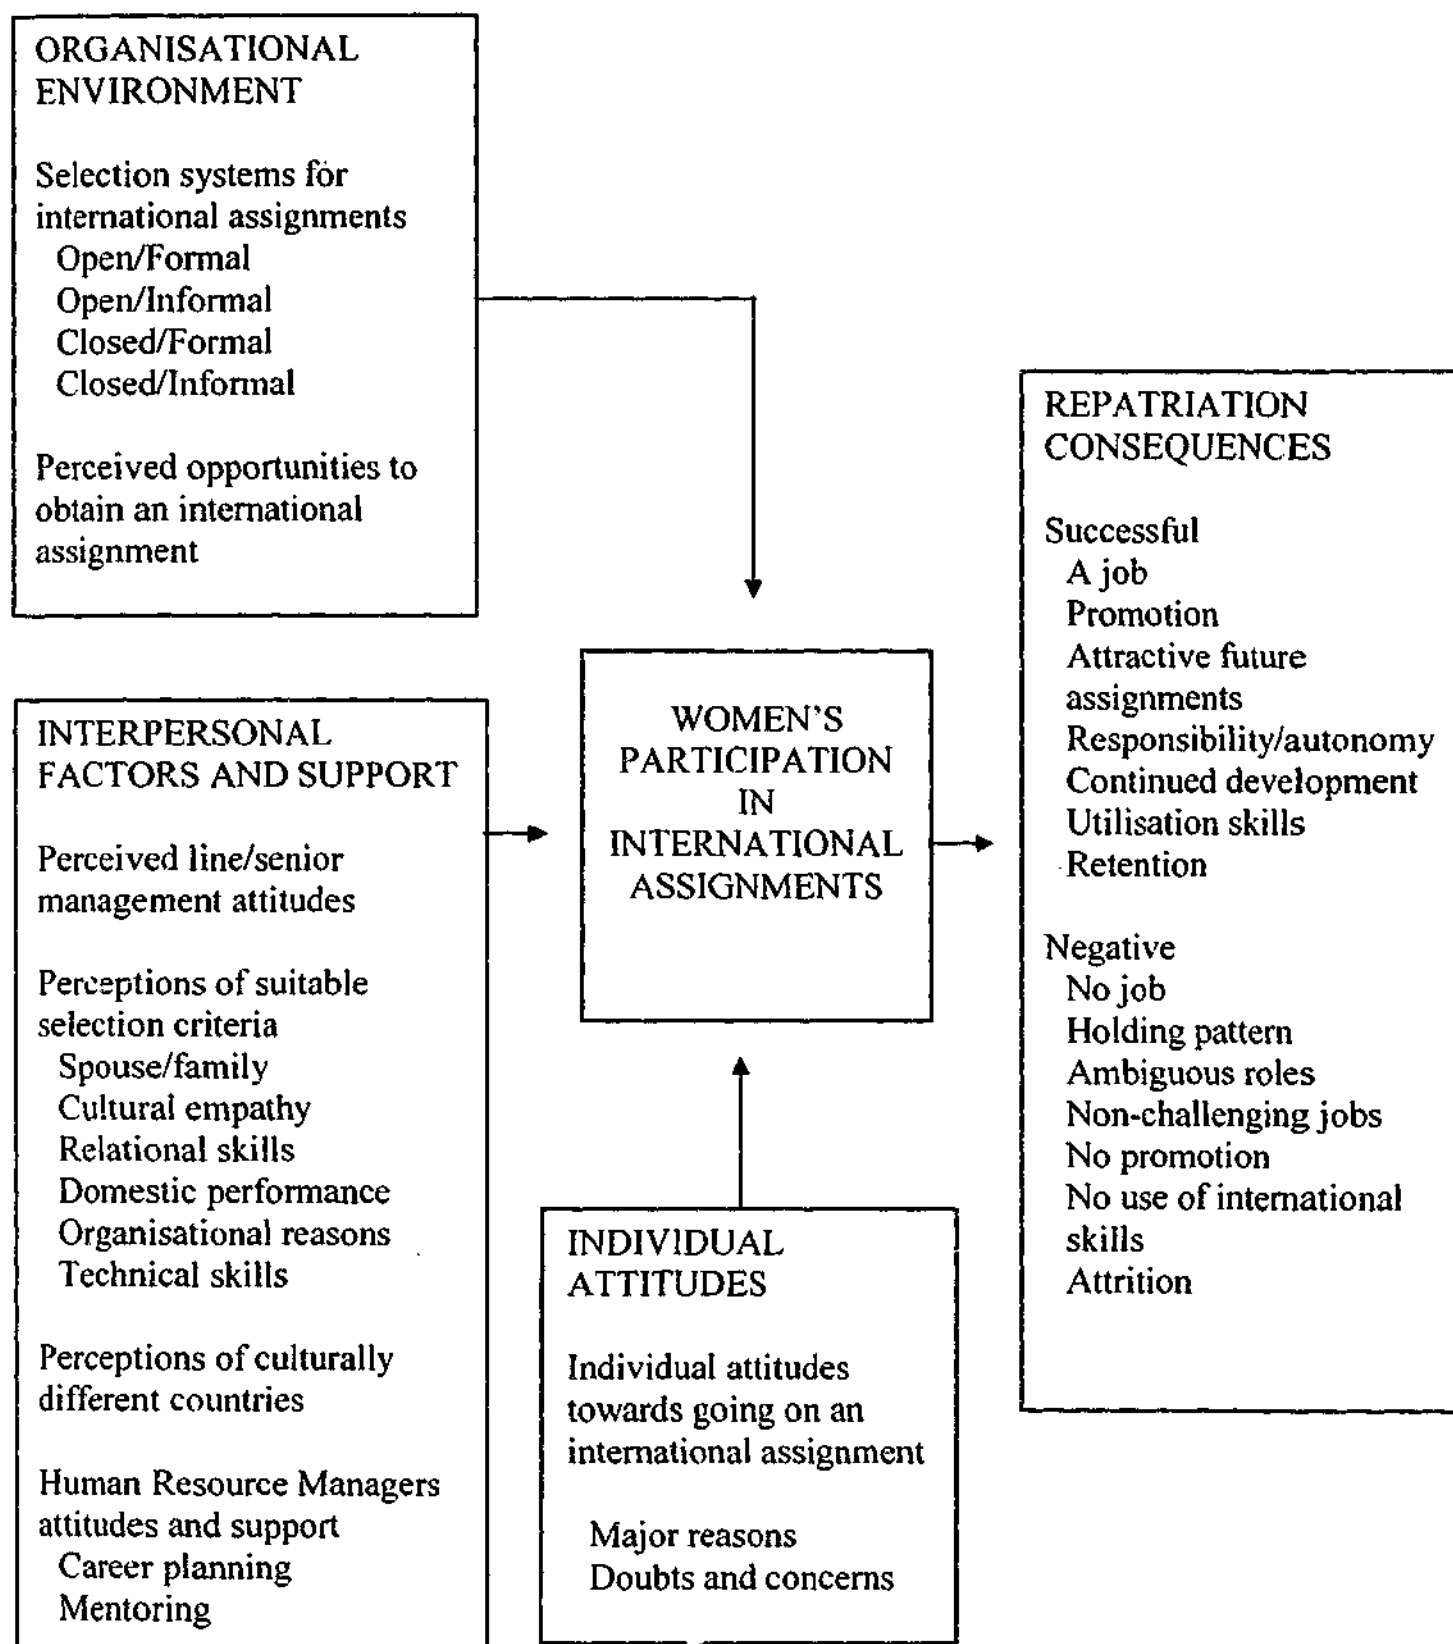 ORGANISATIONAL
ENVIRONMENT
Selection systems for
international assignments
Open/Formal
Open/Informal
Closed/Formal
Closed/Informal
Perceived opportunities to
obtain an international
assignment
INTERPERSONAL
FACTORS AND SUPPORT
Perceived line/senior
management attitudes
Perceptions of suitable
selection criteria
Spouse/family
Cultural empathy
Relational skills
Domestic performance
Organisational reasons
Technical skills
Perceptions of culturally
different countries
Human Resource Managers
attitudes and support
Career planning
Mentoring
WOMEN'S
PARTICIPATION
IN
INTERNATIONAL
ASSIGNMENTS
INDIVIDUAL
ATTITUDES
Individual attitudes
towards going on an
international assignment
Major reasons
Doubts and concerns
REPATRIATION
CONSEQUENCES
Successful
A job
Promotion
Attractive future
assignments
Responsibility/autonomy
Continued development
Utilisation skills
Retention
Negative
No job
Holding pattern
Ambiguous roles
Non-challenging jobs
No promotion
No use of international
skills
Attrition